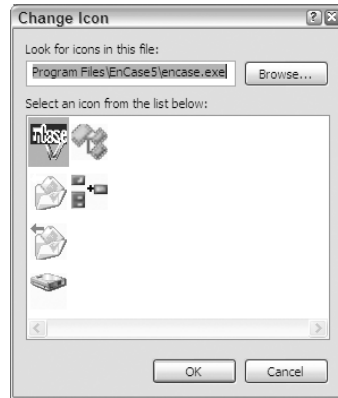 Change Icon
Look for icons in this file:
Program Files\EnCase5\encase.exe
Browse...
Select an icon from the list below:
OK
Cancel